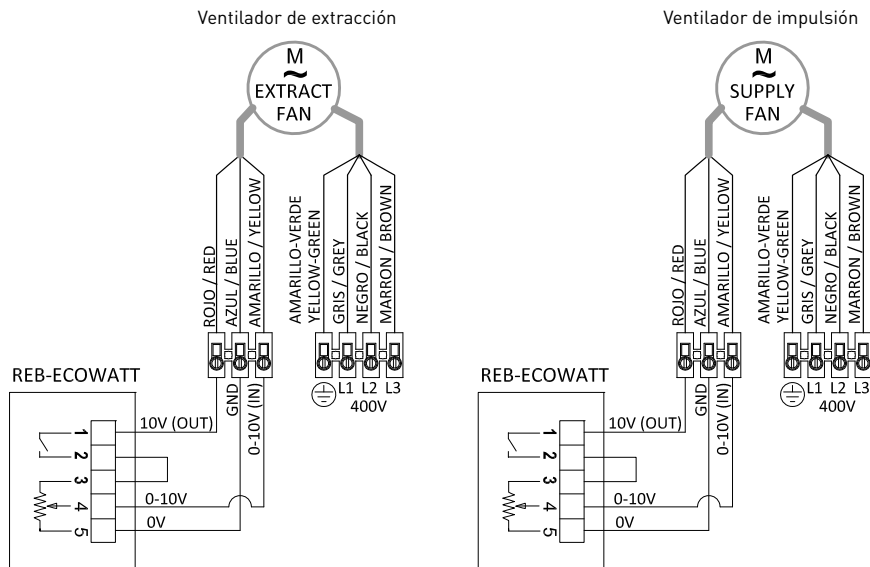 Ventilador de extracción
M
~
EXTRACT
FAN
ROJO / RED
AZUL / BLUE
AMARILLO / YELLOW
AMARILLO-VERDE
YELLOW-GREEN
GRIS / GREY
NEGRO / BLACK
MARRON / BROWN
L1 L2 L3
400V
REB-ECOWATT
10V (OUT)
GND
0-10V (IN)
1
2
3
4
5
0-10V
0V
Ventilador de impulsión
M
~
SUPPLY
FAN
ROJO / RED
AZUL / BLUE
AMARILLO / YELLOW
AMARILLO-VERDE
YELLOW-GREEN
GRIS / GREY
NEGRO / BLACK
MARRON / BROWN
L1 L2 L3
400V
REB-ECOWATT
10V (OUT)
GND
0-10V (IN)
1
2
3
4
5
0-10V
0V